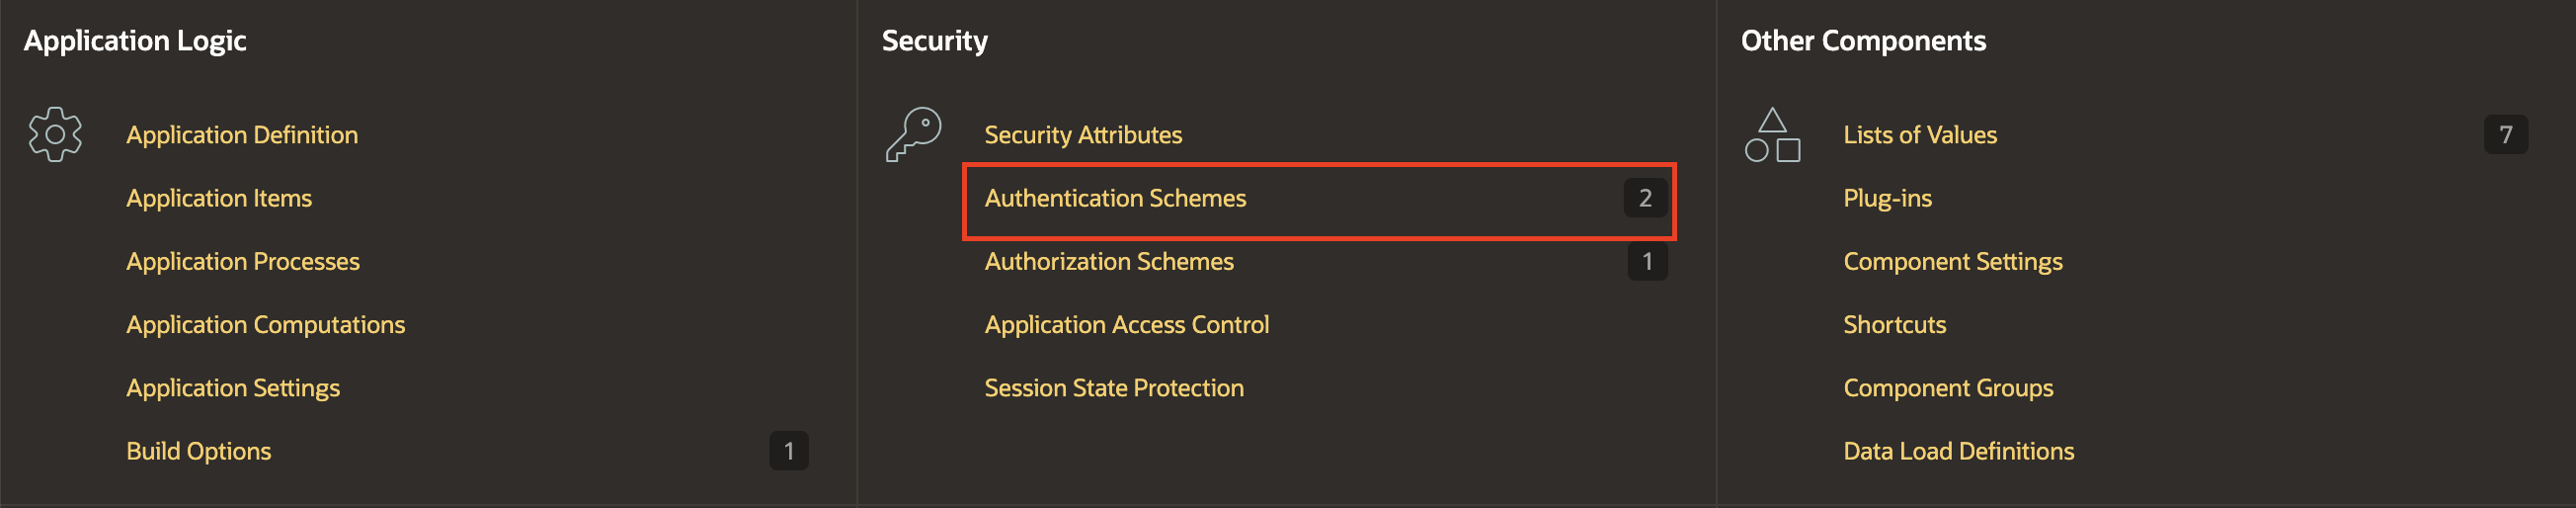 Application Logic
Application Definition
Application Items
Application Processes
Application Computations
Application Settings
Build Options 1
Security
Security Attributes
Authentication Schemes 2
Authorization Schemes 1
Application Access Control
Session State Protection
Other Components
Lists of Values 7
Plug-ins
Component Settings
Shortcuts
Component Groups
Data Load Definitions